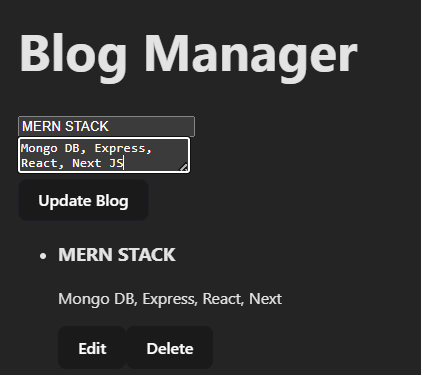 Blog Manager
MERN STACK
Mongo DB, Express,
React, Next JS
Update Blog
MERN STACK
Mongo DB, Express, React, Next
Edit Delete